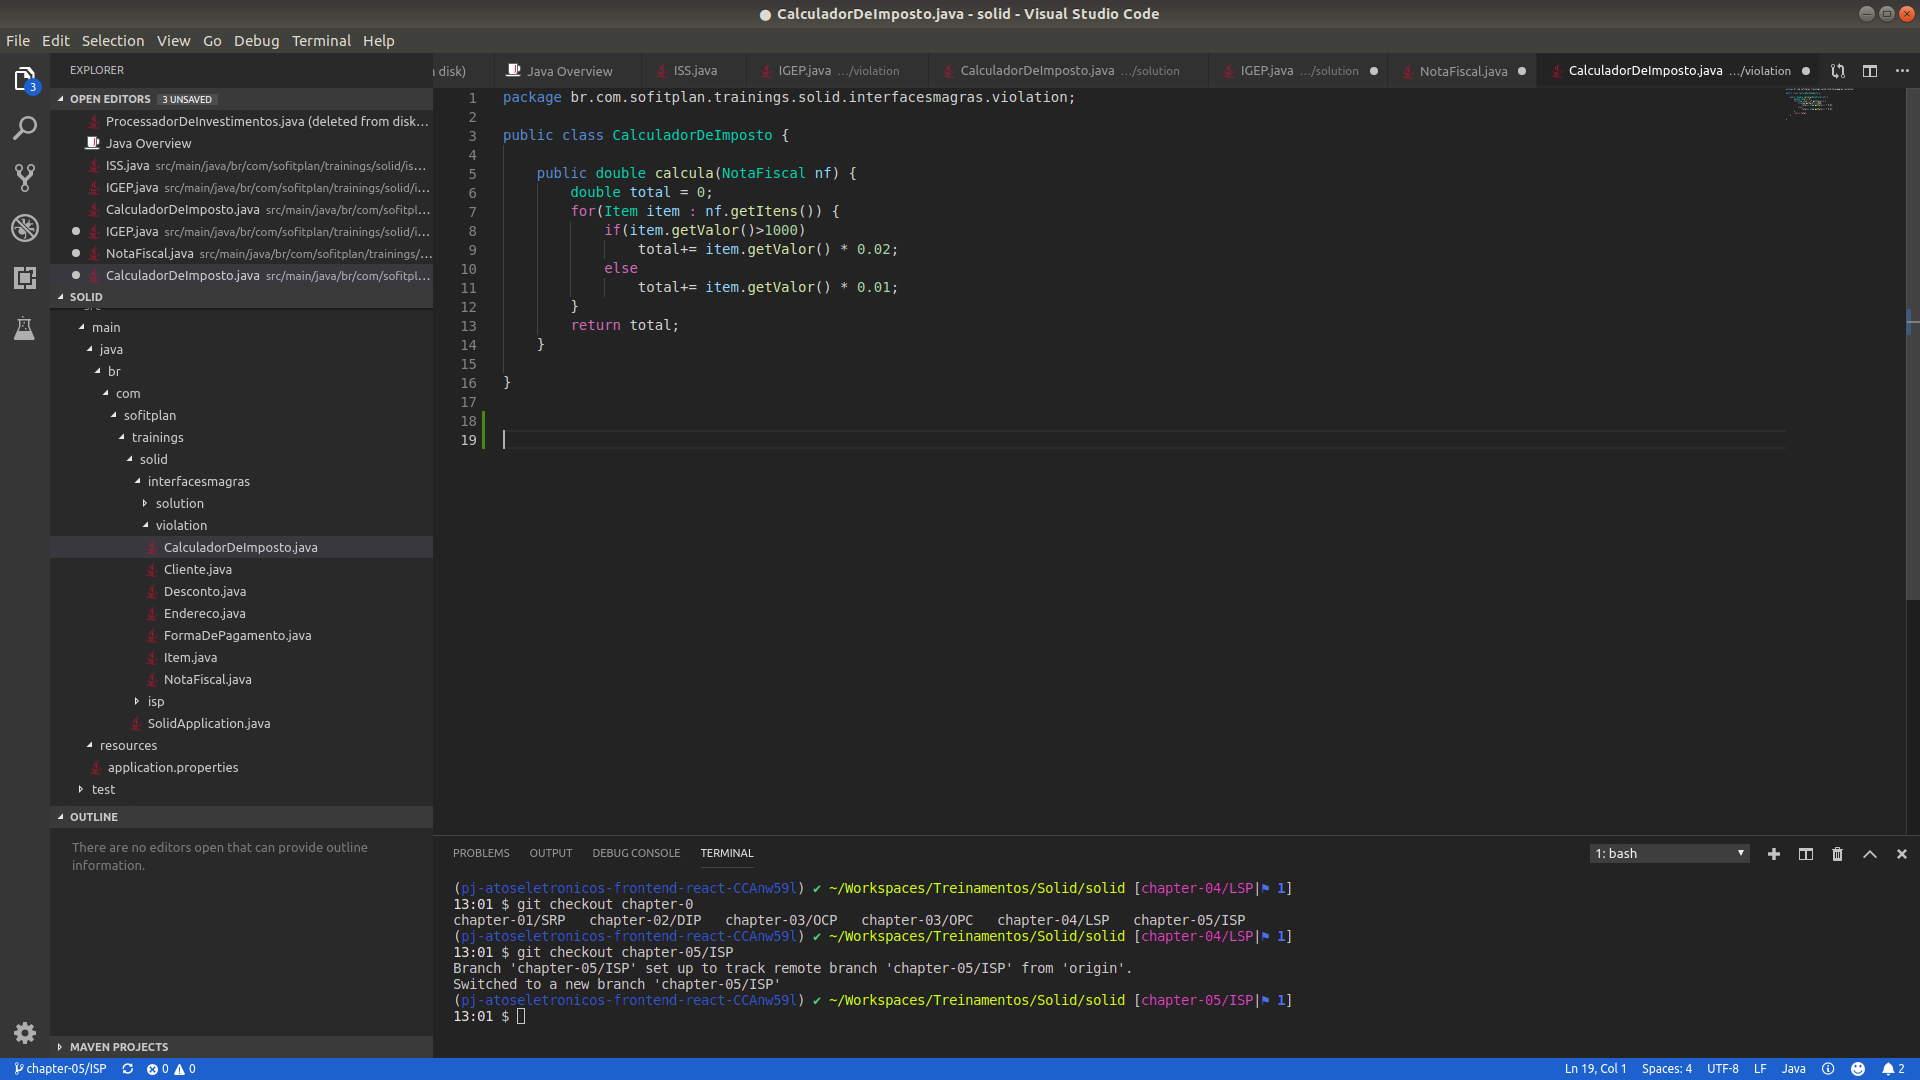 ● CalculadorDeImposto.java - solid - Visual Studio Code
File Edit Selection View Go Debug Terminal Help
3
EXPLORER
OPEN EDITORS 3 UNSAVED
ProcessadorDeInvestimentos.java (deleted from disk...
Java Overview
ISS.java src/main/java/br/com/sofitplan/trainings/solid/is...
IGEP.java src/main/java/br/com/sofitplan/trainings/solid/i...
CalculadorDeImposto.java src/main/java/br/com/sofitpl...
IGEP.java src/main/java/br/com/sofitplan/trainings/solid/i...
NotaFiscal.java src/main/java/br/com/sofitplan/trainings/...
CalculadorDeImposto.java src/main/java/br/com/sofitpl...
SOLID
main
java
br
com
sofitplan
trainings
solid
interfacesmagras
solution
violation
CalculadorDeImposto.java
Cliente.java
Desconto.java
Endereco.java
FormaDePagamento.java
Item.java
NotaFiscal.java
isp
SolidApplication.java
resources
application.properties
test
OUTLINE
There are no editors open that can provide outline
information.
MAVEN PROJECTS
disk) Java Overview ISS.java IGEP.java .../violation CalculadorDeImposto.java .../solution IGEP.java .../solution ● NotaFiscal.java ● CalculadorDeImposto.java .../violation ●
1 package br.com.sofitplan.trainings.solid.interfacesmagras.violation;
2
3 public class CalculadorDeImposto {
4
5 public double calcula(NotaFiscal nf) {
6 double total = 0;
7 for(Item item : nf.getItens()) {
8 if(item.getValor()>1000)
9 total+= item.getValor() * 0.02;
10 else
11 total+= item.getValor() * 0.01;
12 }
13 return total;
14 }
15
16 }
17
18
19
PROBLEMS OUTPUT DEBUG CONSOLE TERMINAL 1: bash
(pj-atoseletronicos-frontend-react-CCAnw59l) ✔ ~/Workspaces/Treinamentos/Solid/solid [chapter-04/LSP|⚑ 1]
13:01 $ git checkout chapter-0
chapter-01/SRP chapter-02/DIP chapter-03/OCP chapter-03/OPC chapter-04/LSP chapter-05/ISP
(pj-atoseletronicos-frontend-react-CCAnw59l) ✔ ~/Workspaces/Treinamentos/Solid/solid [chapter-04/LSP|⚑ 1]
13:01 $ git checkout chapter-05/ISP
Branch 'chapter-05/ISP' set up to track remote branch 'chapter-05/ISP' from 'origin'.
Switched to a new branch 'chapter-05/ISP'
(pj-atoseletronicos-frontend-react-CCAnw59l) ✔ ~/Workspaces/Treinamentos/Solid/solid [chapter-05/ISP|⚑ 1]
13:01 $
chapter-05/ISP 0 0 Ln 19, Col 1 Spaces: 4 UTF-8 LF Java 2